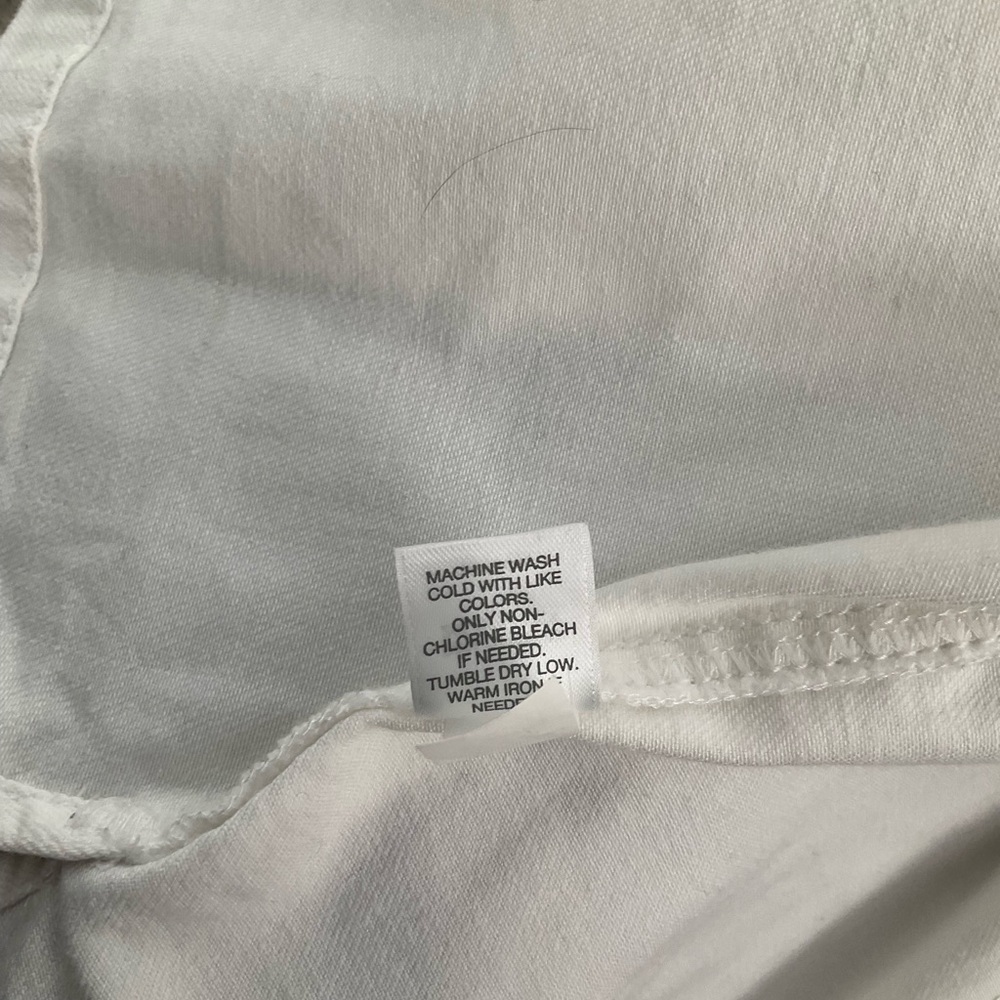 MACHINE WASH
COLD WITH LIKE
COLORS.
ONLY NON-
CHLORINE BLEACH
IF NEEDED.
TUMBLE DRY LOW.
WARM IRON